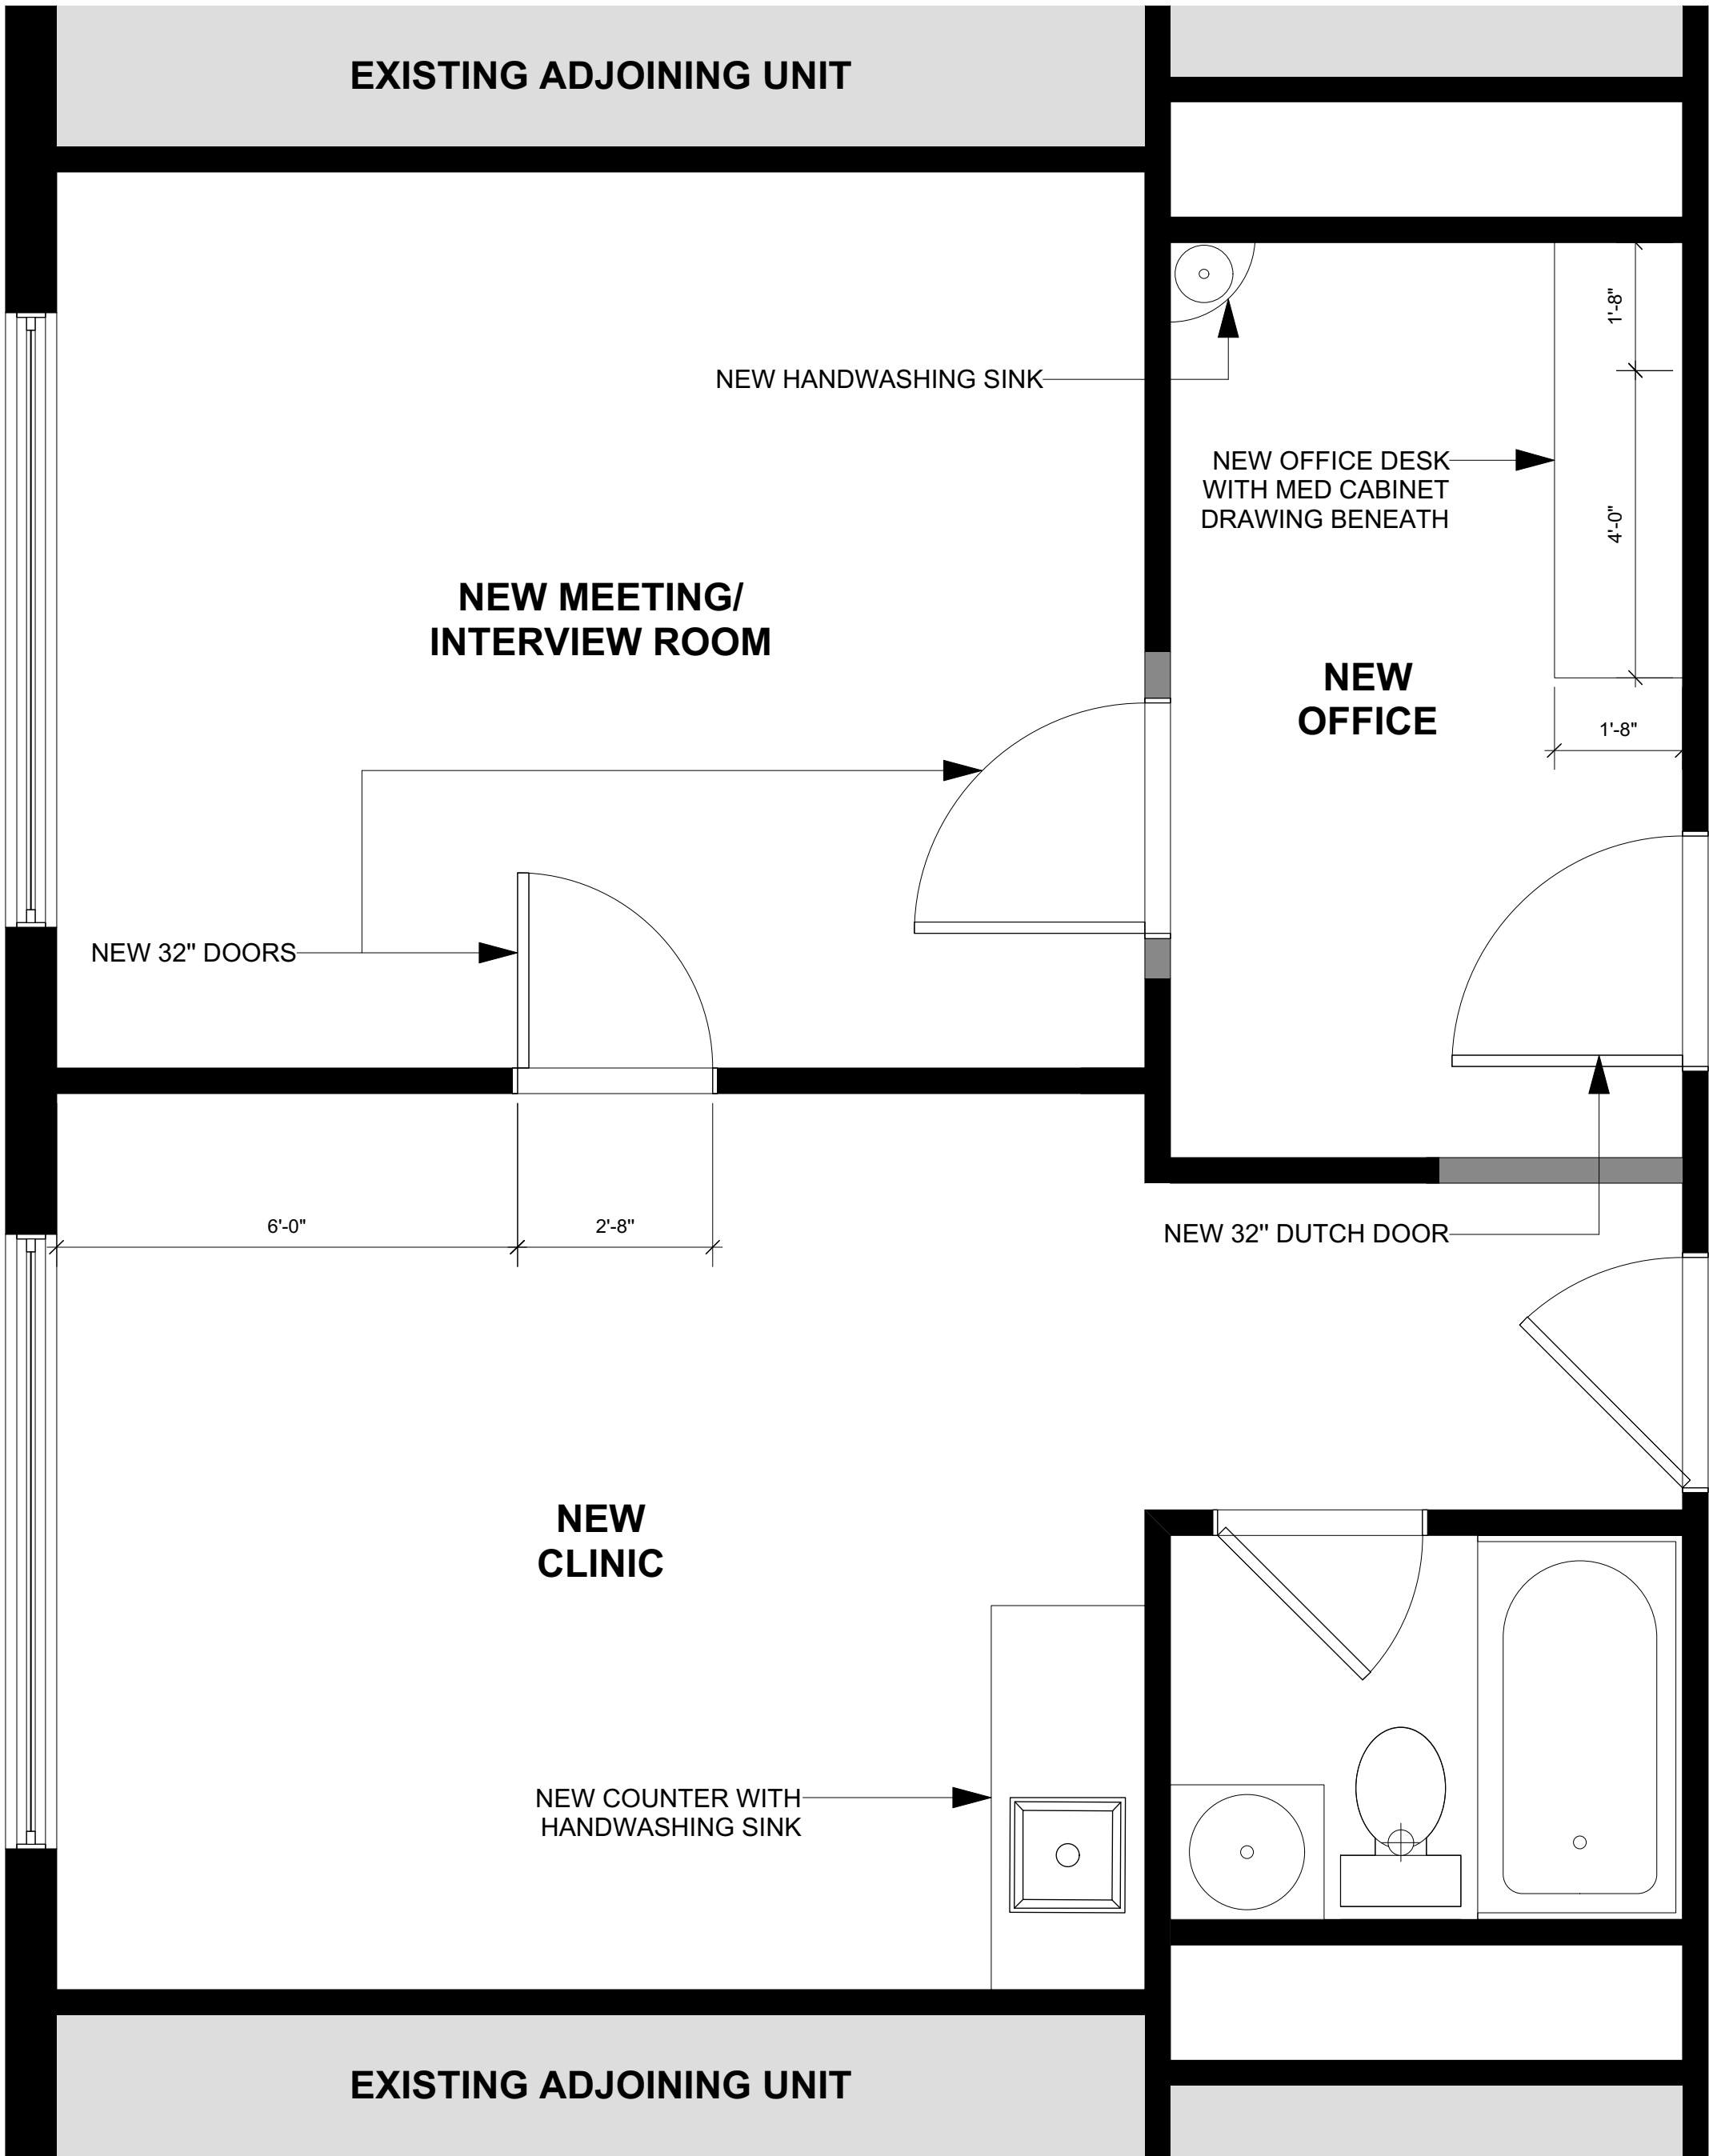 EXISTING ADJOINING UNIT
NEW HANDWASHING SINK
1'-8"
NEW OFFICE DESK
WITH MED CABINET
DRAWING BENEATH
4'-0"
NEW MEETING/
INTERVIEW ROOM
NEW
OFFICE
1'-8"
NEW 32" DOORS
6'-0"
2'-8"
NEW 32" DUTCH DOOR
NEW
CLINIC
NEW COUNTER WITH
HANDWASHING SINK
EXISTING ADJOINING UNIT